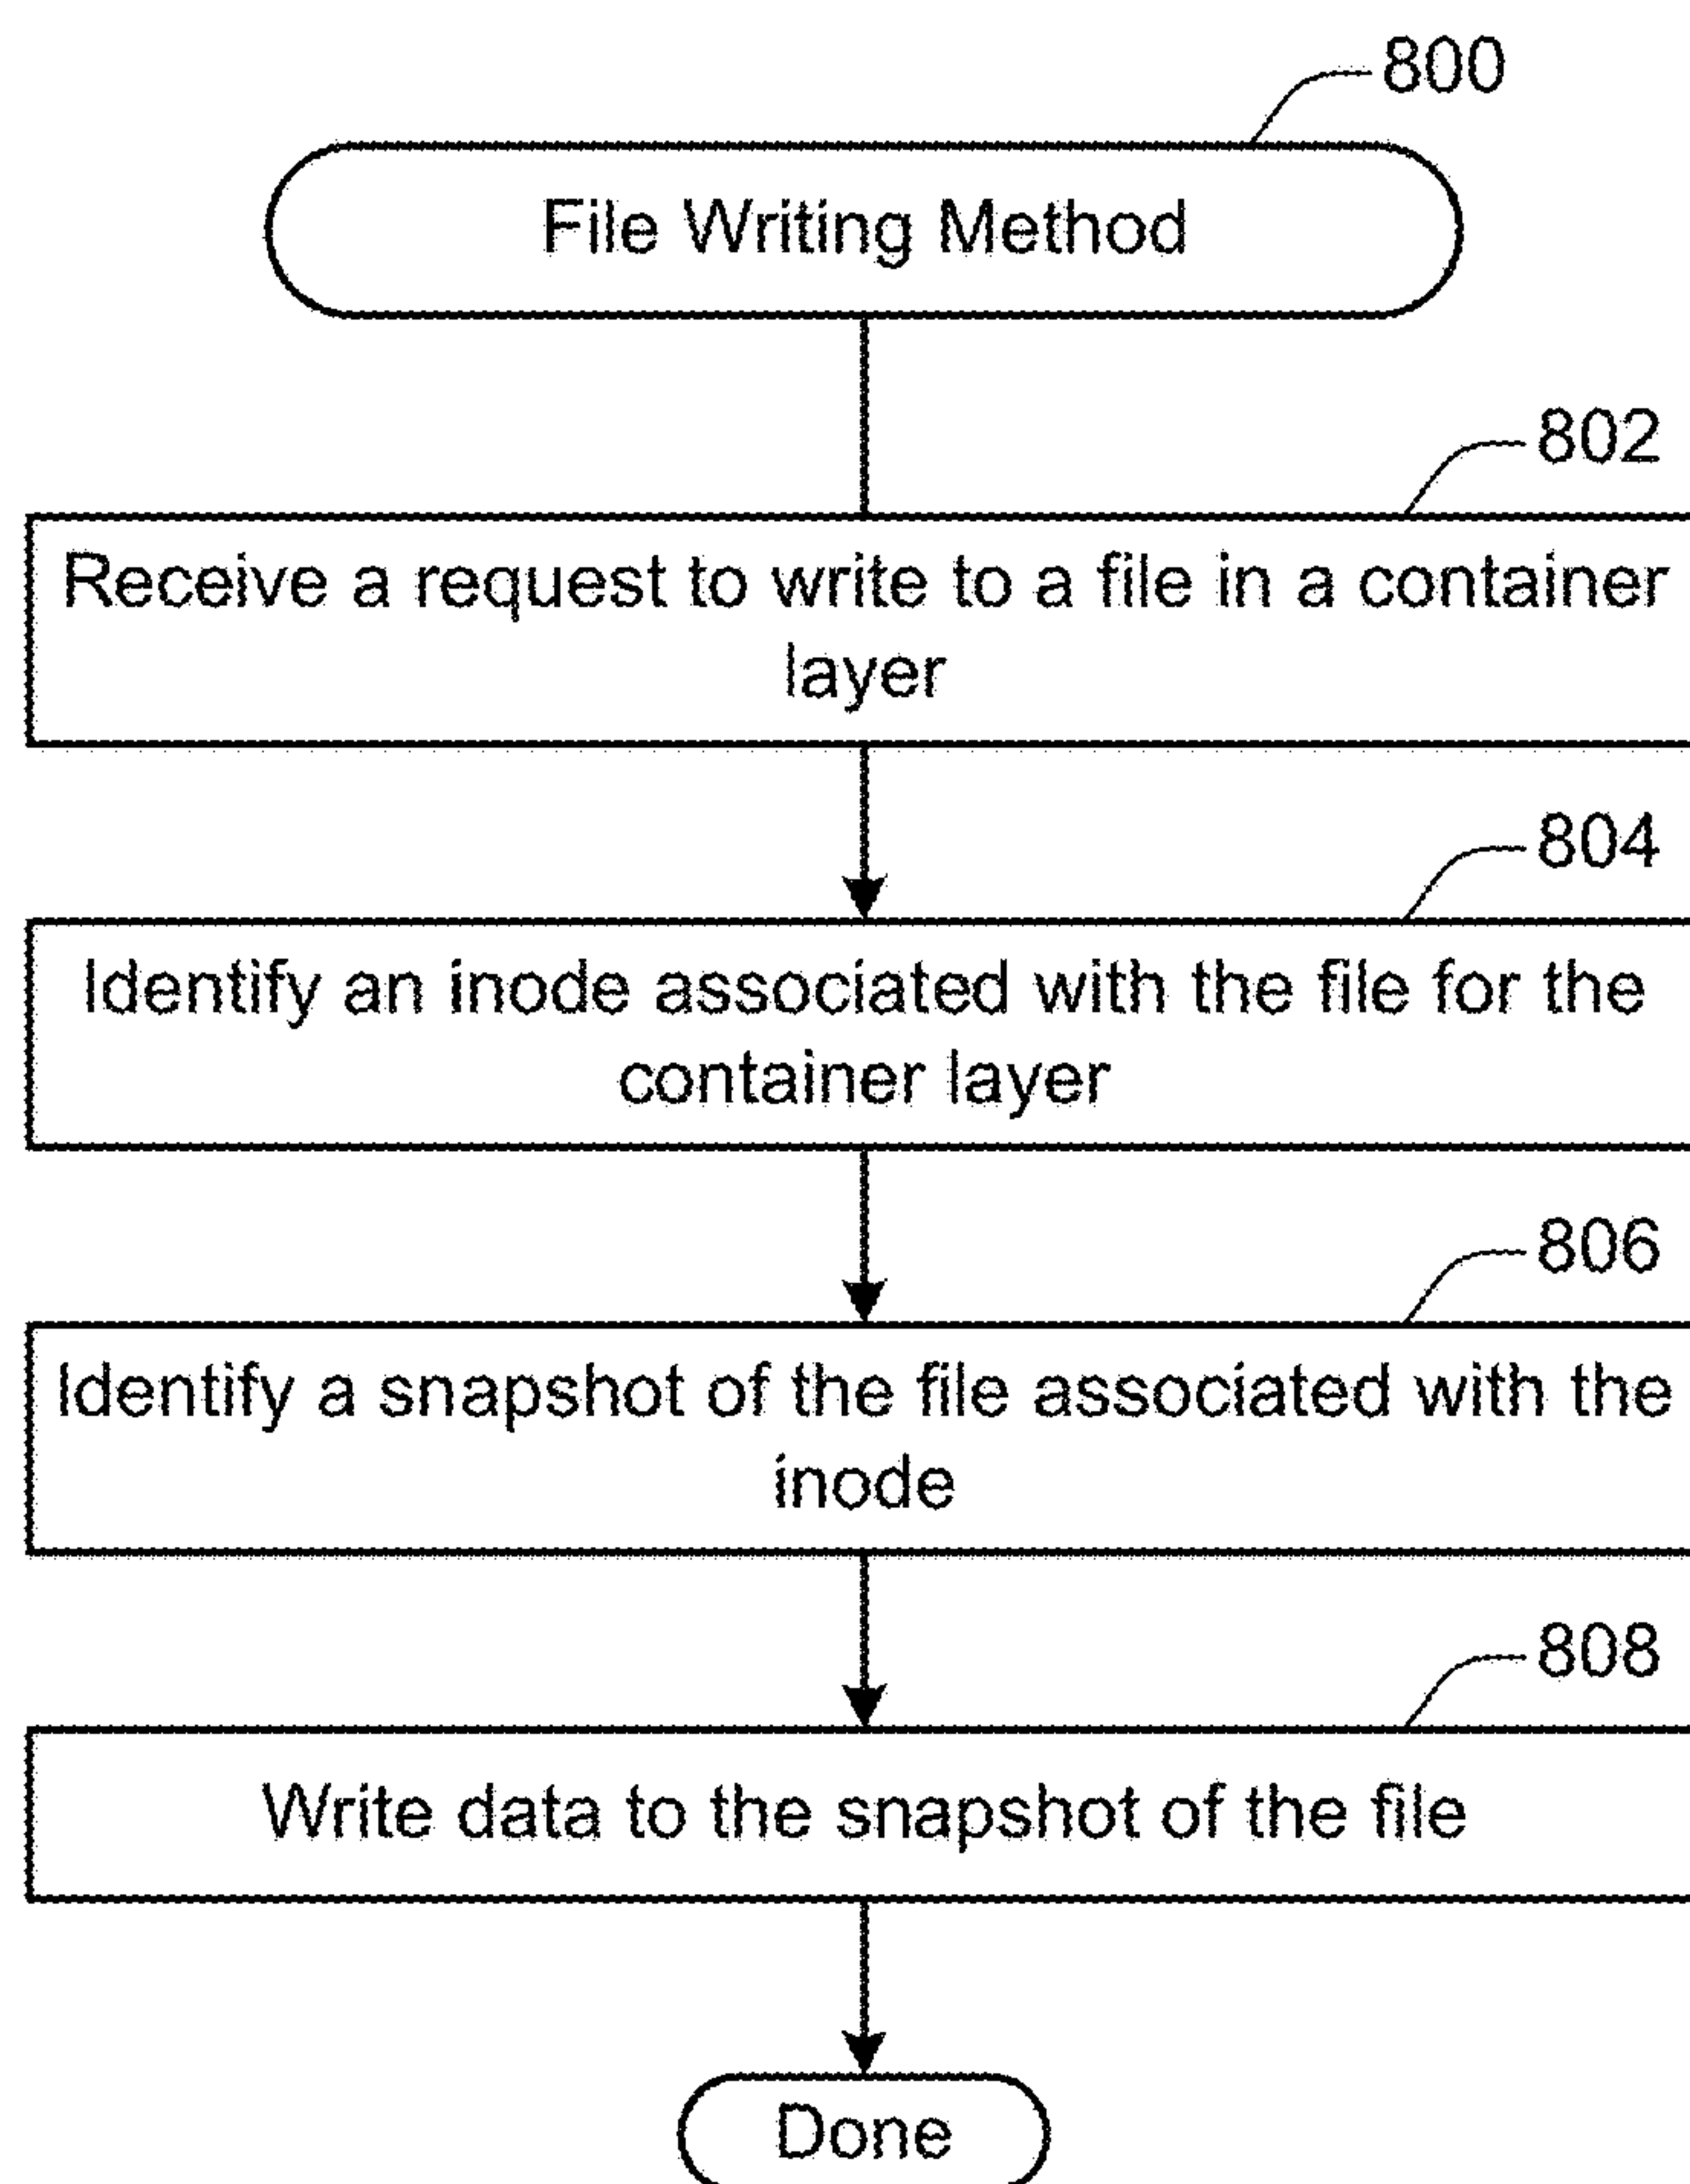 800
File Writing Method
802
Receive a request to write to a file in a container
layer
804
Identify an inode associated with the file for the
container layer
806
Identify a snapshot of the file associated with the
inode
808
Write data to the snapshot of the file
Done